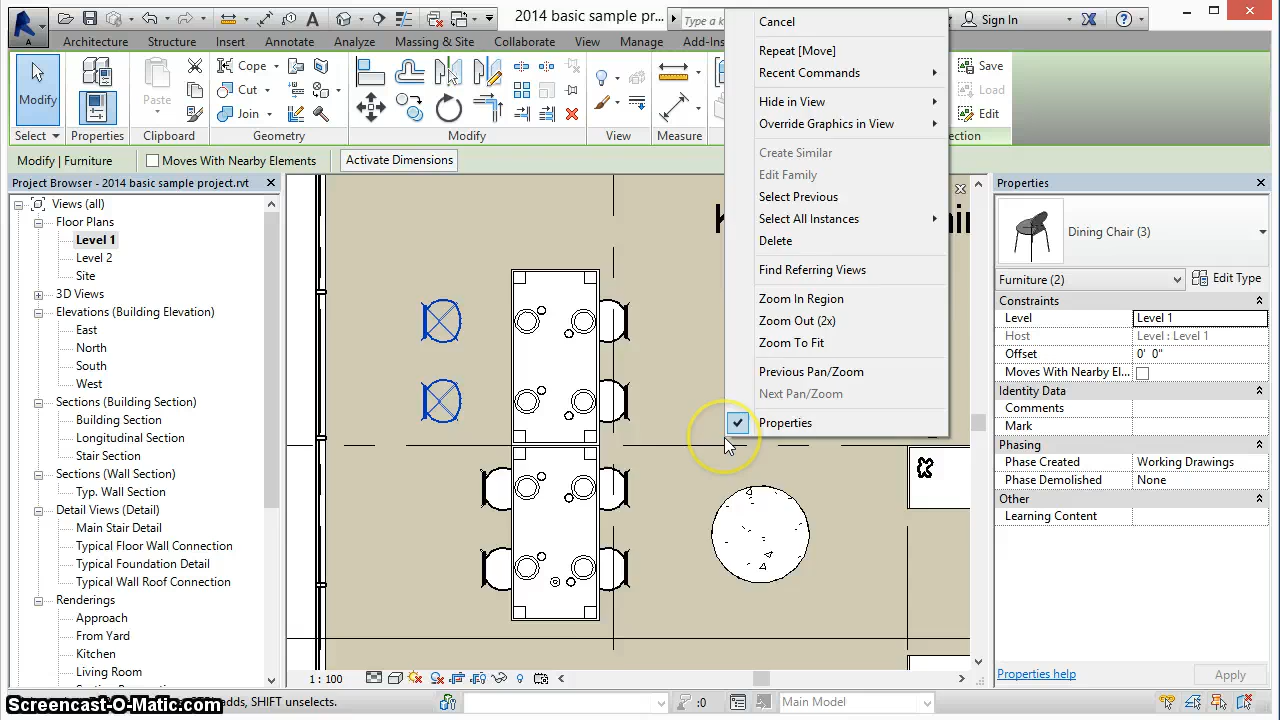 2014 basic sample pr...
Type a k
Sign In
Architecture
Structure
Insert
Annotate
Analyze
Massing & Site
Collaborate
View
Manage
Add-Ins
Modify
Paste
Cope
Cut
Join
Save
Edit
Select
Properties
Clipboard
Geometry
Modify
View
Measure
Modify | Furniture
Moves With Nearby Elements
Activate Dimensions
Cancel
Repeat [Move]
Recent Commands
Hide in View
Override Graphics in View
Create Similar
Edit Family
Select Previous
Select All Instances
Delete
Find Referring Views
Zoom In Region
Zoom Out (2x)
Zoom To Fit
Previous Pan/Zoom
Next Pan/Zoom
Properties
Project Browser - 2014 basic sample project.rvt
Views (all)
Floor Plans
Level 1
Level 2
Site
3D Views
Elevations (Building Elevation)
East
North
South
West
Sections (Building Section)
Building Section
Longitudinal Section
Stair Section
Sections (Wall Section)
Typ. Wall Section
Detail Views (Detail)
Main Stair Detail
Typical Floor Wall Connection
Typical Foundation Detail
Typical Wall Roof Connection
Renderings
Approach
From Yard
Kitchen
Living Room
Properties
Dining Chair (3)
Furniture (2)
Edit Type
Constraints
Level
Level 1
Host
Level : Level 1
Offset
0' 0"
Moves With Nearby El...
Identity Data
Comments
Mark
Phasing
Phase Created
Working Drawings
Phase Demolished
None
Other
Learning Content
Properties help
Apply
1 : 100
adds, SHIFT unselects.
:0
Main Model
Screencast-O-Matic.com